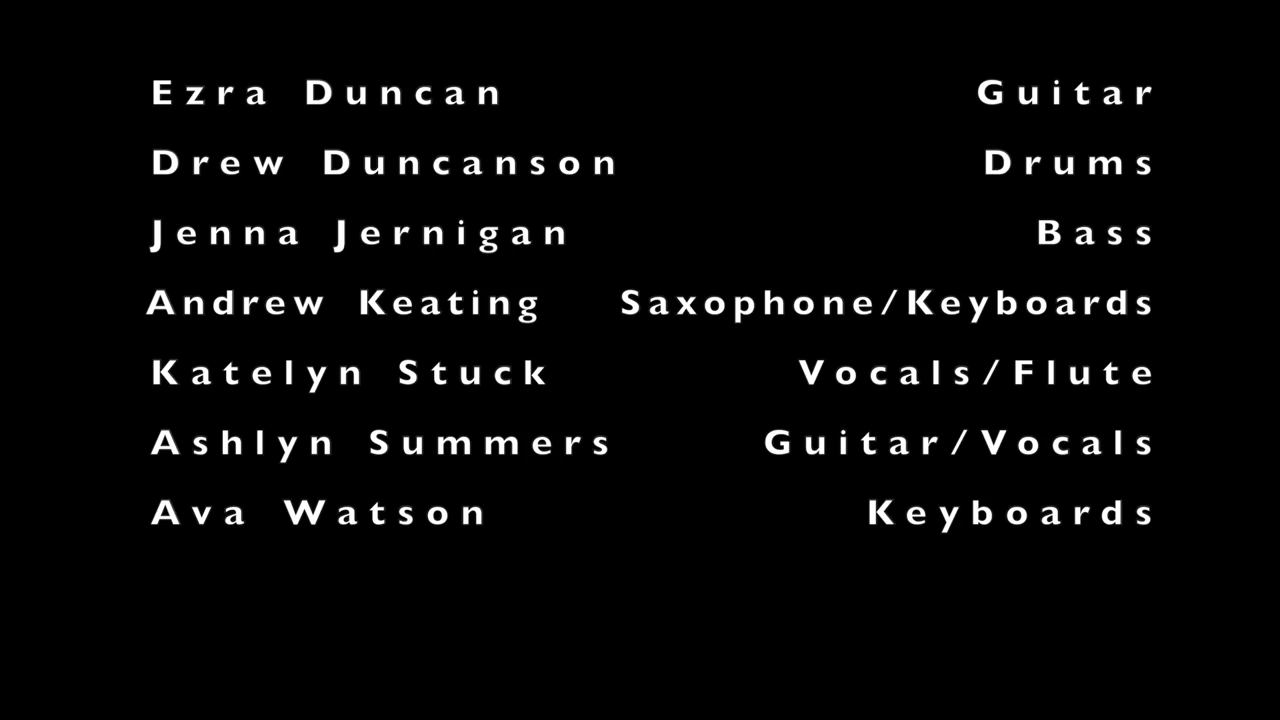 Ezra Duncan Guitar
Drew Duncanson Drums
Jenna Jernigan Bass
Andrew Keating Saxophone/Keyboards
Katelyn Stuck Vocals/Flute
Ashlyn Summers Guitar/Vocals
Ava Watson Keyboards